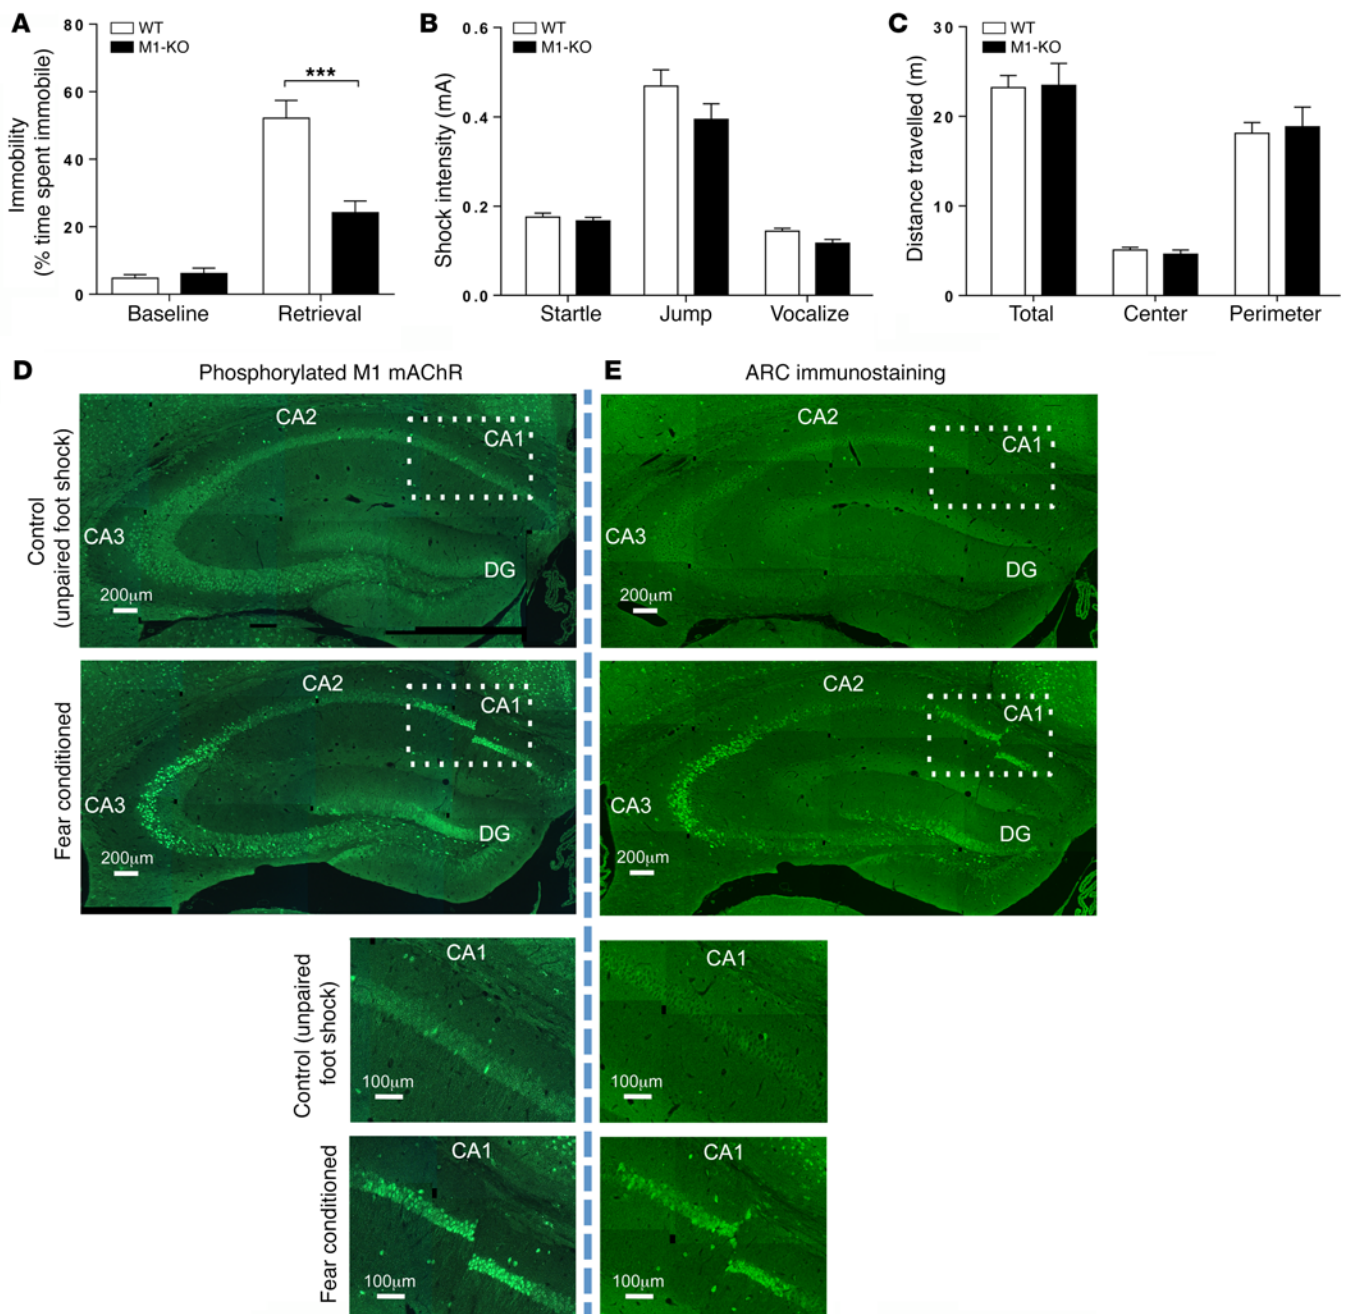 A
WT
M1-KO
***
Immobility
(% time spent immobile)
80
60
40
20
0
Baseline Retrieval
B
WT
M1-KO
Shock intensity (mA)
0.6
0.4
0.2
0.0
Startle Jump Vocalize
C
WT
M1-KO
Distance travelled (m)
30
20
10
0
Total Center Perimeter
D Phosphorylated M1 mAChR
E ARC immunostaining
Control
(unpaired foot shock)
CA2
CA1
CA3
DG
200μm
CA2
CA1
CA3
DG
200μm
Fear conditioned
CA2
CA1
CA3
DG
200μm
CA2
CA1
CA3
DG
200μm
Control (unpaired
foot shock)
CA1
100μm
CA1
100μm
Fear conditioned
CA1
100μm
CA1
100μm